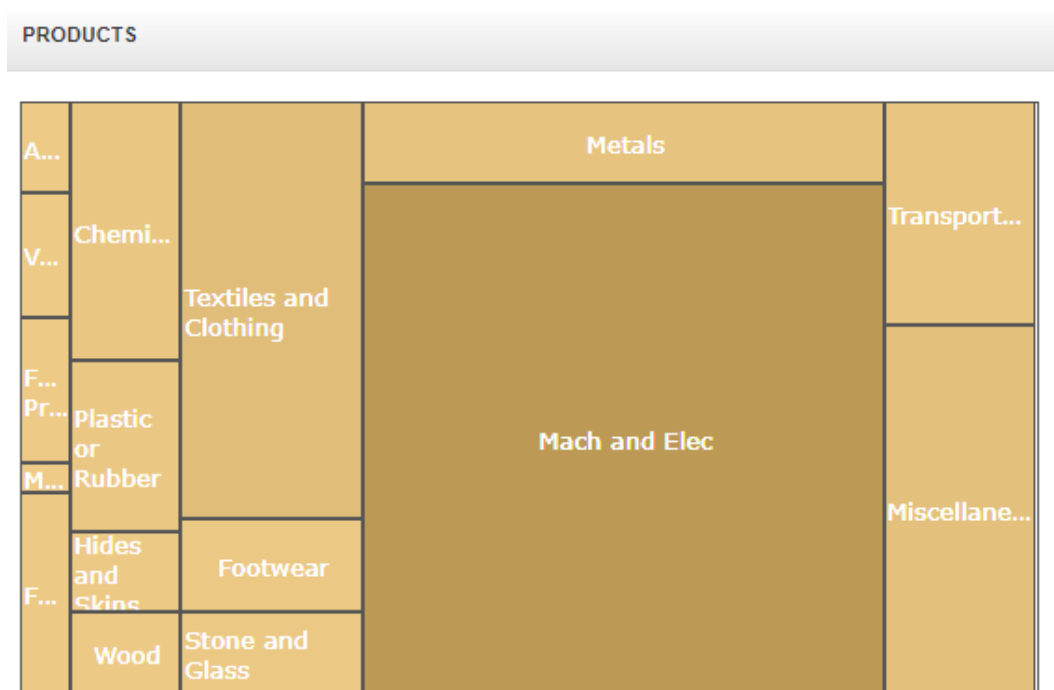 PRODUCTS
A...
V...
F...
Pr...
M...
F...
Chemi...
Plastic
or
Rubber
Hides
and
Skins
Wood
Textiles and
Clothing
Footwear
Stone and
Glass
Metals
Mach and Elec
Transport...
Miscellane...